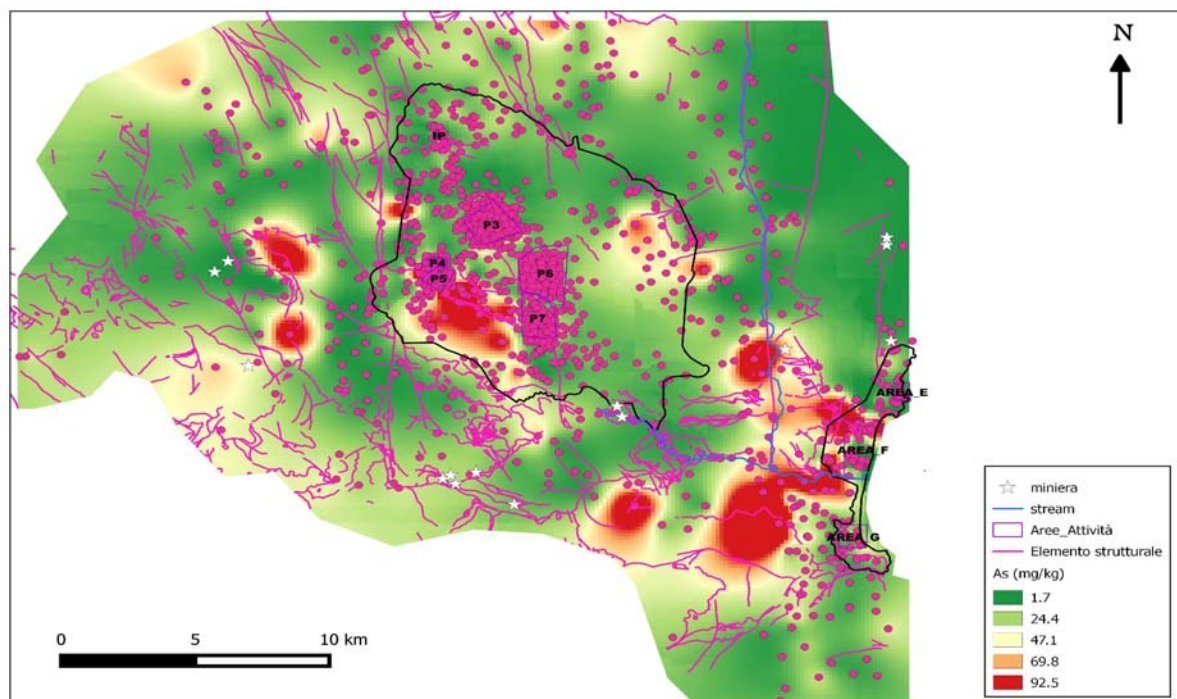 N
IP
P3
P4
P6
P5
P7
AREA_E
AREA_F
AREA_G
miniera
stream
Aree_Attività
Elemento strutturale
As (mg/kg)
1.7
24.4
47.1
69.8
92.5
0 5 10 km